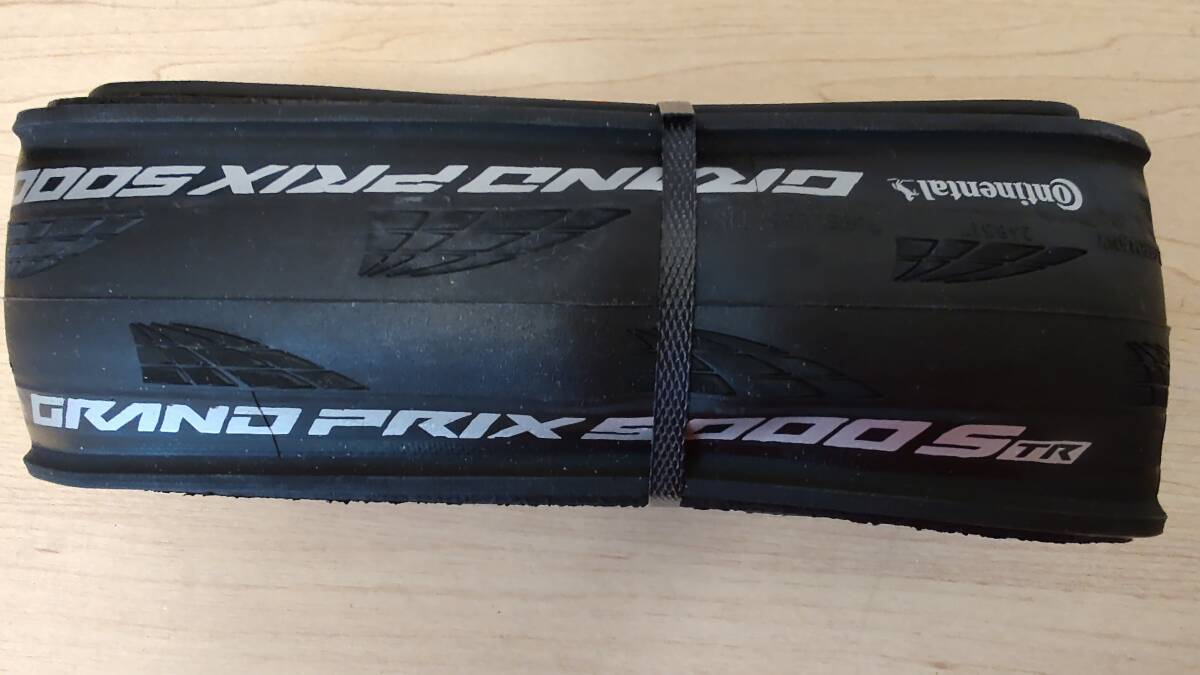 Continental GRAND PRIX 5000
GRAND PRIX 5000 S TR